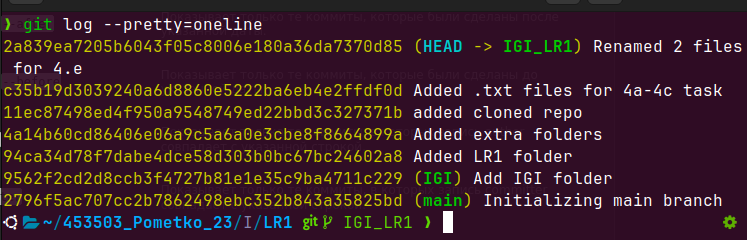 ❯ git log --pretty=oneline
2a839ea7205b6043f05c8006e180a36da7370d85 (HEAD -> IGI_LR1) Renamed 2 files
for 4.e
c35b19d3039240a6d8860e5222ba6eb4e2ffdf0d Added .txt files for 4a-4c task
11ec87498ed4f950a9548749ed22bbd3c327371b added cloned repo
4a14b60cd86406e06a9c5a6a0e3cbe8f8664899a Added extra folders
94ca34d78f7dabe4dce58d303b0bc67bc24602a8 Added LR1 folder
9562f2cd2d8ccb3f4727b81e1e35c9ba4711c229 (IGI) Add IGI folder
2796f5ac707cc2b7862498ebc352b843a35825bd (main) Initializing main branch
~/453503_Pometko_23/I/LR1 git IGI_LR1 ❯